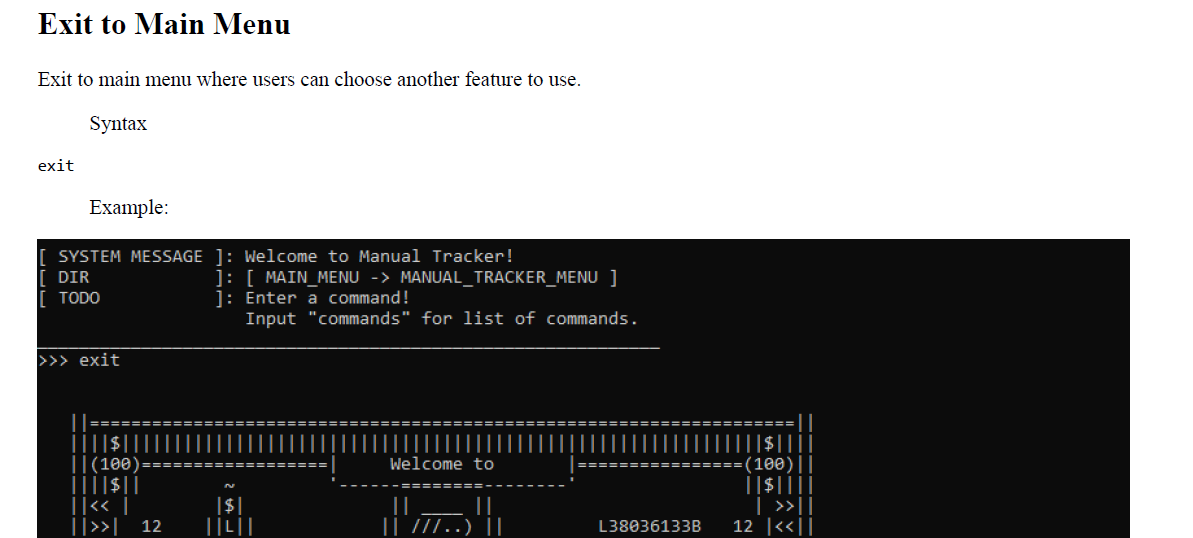 Exit to Main Menu
Exit to main menu where users can choose another feature to use.
Syntax
exit
Example:
[ SYSTEM MESSAGE ]: Welcome to Manual Tracker!
[ DIR            ]: [ MAIN_MENU -> MANUAL_TRACKER_MENU ]
[ TODO           ]: Enter a command!
                    Input "commands" for list of commands.
____________________________________________________________
>>> exit
||====================================================================||
||||$||||||||||||||||||||||||||||||||||||||||||||||||||||||||||||||$||||
||(100)==================|     Welcome to       |================(100)||
||||$||        ~         '------========--------'                ||$||||
||<< |        |$|              || ____ ||                         | >>||
||>>|  12    ||L||            || ///..) ||         L38036133B   12 |<<||